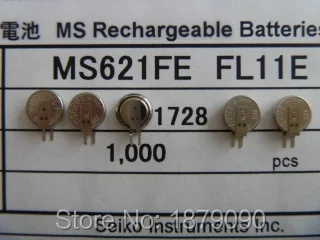 電池 MS Rechargeable Batteries
MS621FE FL11E
1728
1,000 pcs
Store No: 1879090
Seiko Instruments Inc.